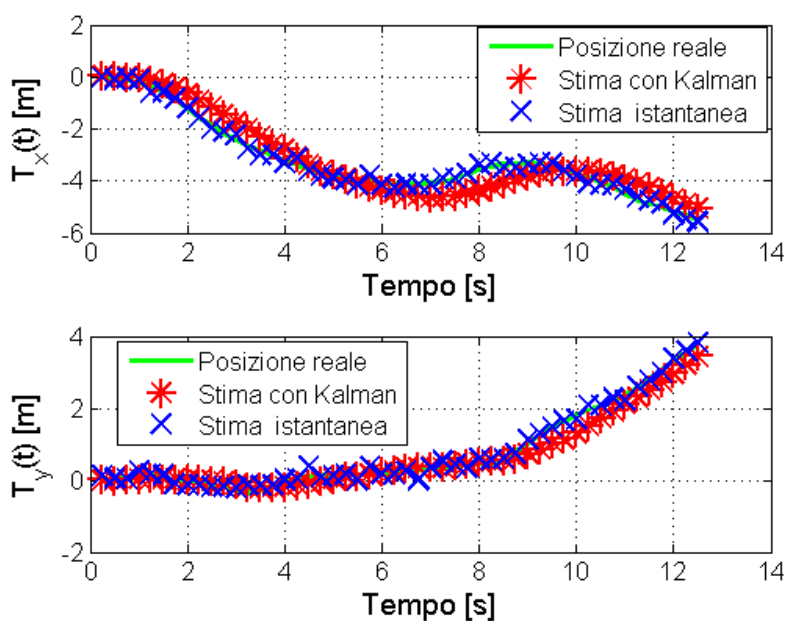 2
0
-2
-4
-6
T_x(t) [m]
Posizione reale
Stima con Kalman
Stima istantanea
0 2 4 6 8 10 12 14
Tempo [s]
4
2
0
-2
T_y(t) [m]
Posizione reale
Stima con Kalman
Stima istantanea
0 2 4 6 8 10 12 14
Tempo [s]